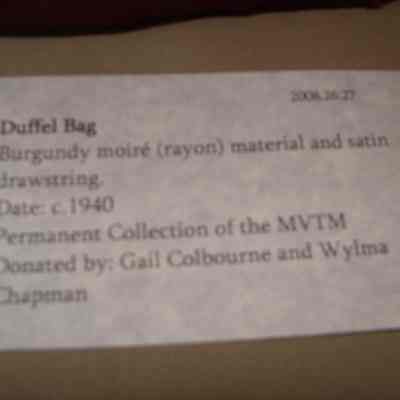 2006.26.27
Duffel Bag
Burgundy moiré (rayon) material and satin
drawstring.
Date: c.1940
Permanent Collection of the MVTM
Donated by: Gail Colbourne and Wylma
Chapman